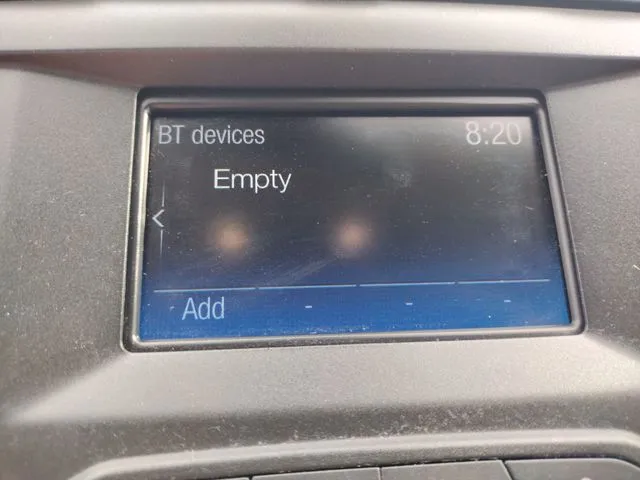 BT devices 8:20
Empty
<
Add - - -